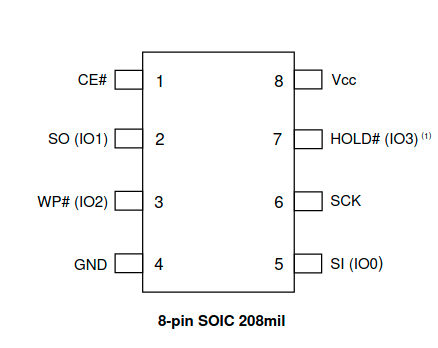 CE# 1 8 Vcc
SO (IO1) 2 7 HOLD# (IO3) (1)
WP# (IO2) 3 6 SCK
GND 4 5 SI (IO0)
8-pin SOIC 208mil